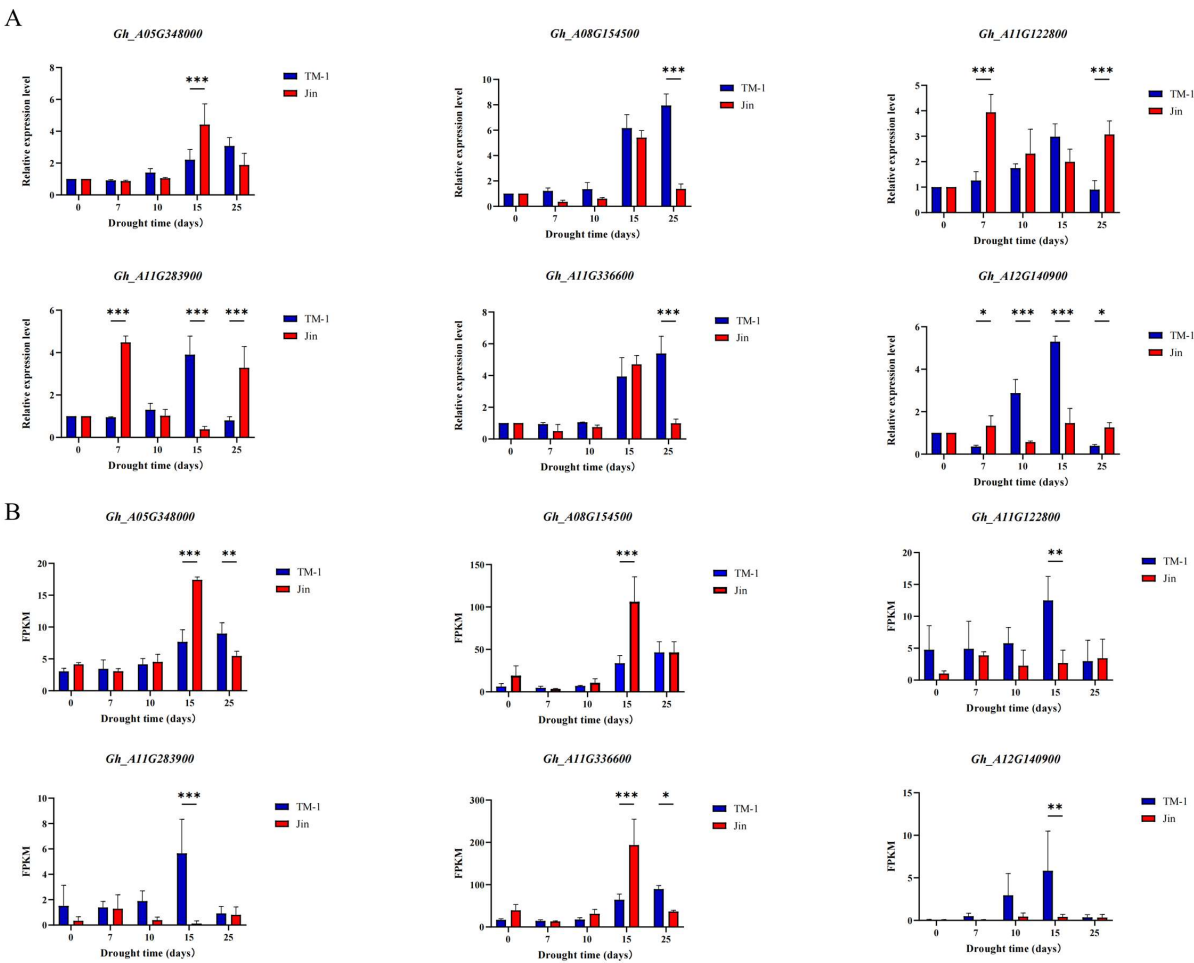 A
Gh_A05G348000
Relative expression level
8
6
4
2
0
***
0 7 10 15 25
Drought time (days)
TM-1
Jin
Gh_A08G154500
Relative expression level
10
8
6
4
2
0
***
0 7 10 15 25
Drought time (days)
TM-1
Jin
Gh_A11G122800
Relative expression level
5
4
3
2
1
0
*** ***
0 7 10 15 25
Drought time (days)
TM-1
Jin
Gh_A11G283900
Relative expression level
6
4
2
0
*** *** ***
0 7 10 15 25
Drought time (days)
TM-1
Jin
Gh_A11G336600
Relative expression level
8
6
4
2
0
***
0 7 10 15 25
Drought time (days)
TM-1
Jin
Gh_A12G140900
Relative expression level
6
4
2
0
* *** *** *
0 7 10 15 25
Drought time (days)
TM-1
Jin
B
Gh_A05G348000
FPKM
20
15
10
5
0
*** **
0 7 10 15 25
Drought time (days)
TM-1
Jin
Gh_A08G154500
FPKM
150
100
50
0
***
0 7 10 15 25
Drought time (days)
TM-1
Jin
Gh_A11G122800
FPKM
20
15
10
5
0
**
0 7 10 15 25
Drought time (days)
TM-1
Jin
Gh_A11G283900
FPKM
10
8
6
4
2
0
***
0 7 10 15 25
Drought time (days)
TM-1
Jin
Gh_A11G336600
FPKM
300
200
100
0
*** *
0 7 10 15 25
Drought time (days)
TM-1
Jin
Gh_A12G140900
FPKM
15
10
5
0
**
0 7 10 15 25
Drought time (days)
TM-1
Jin